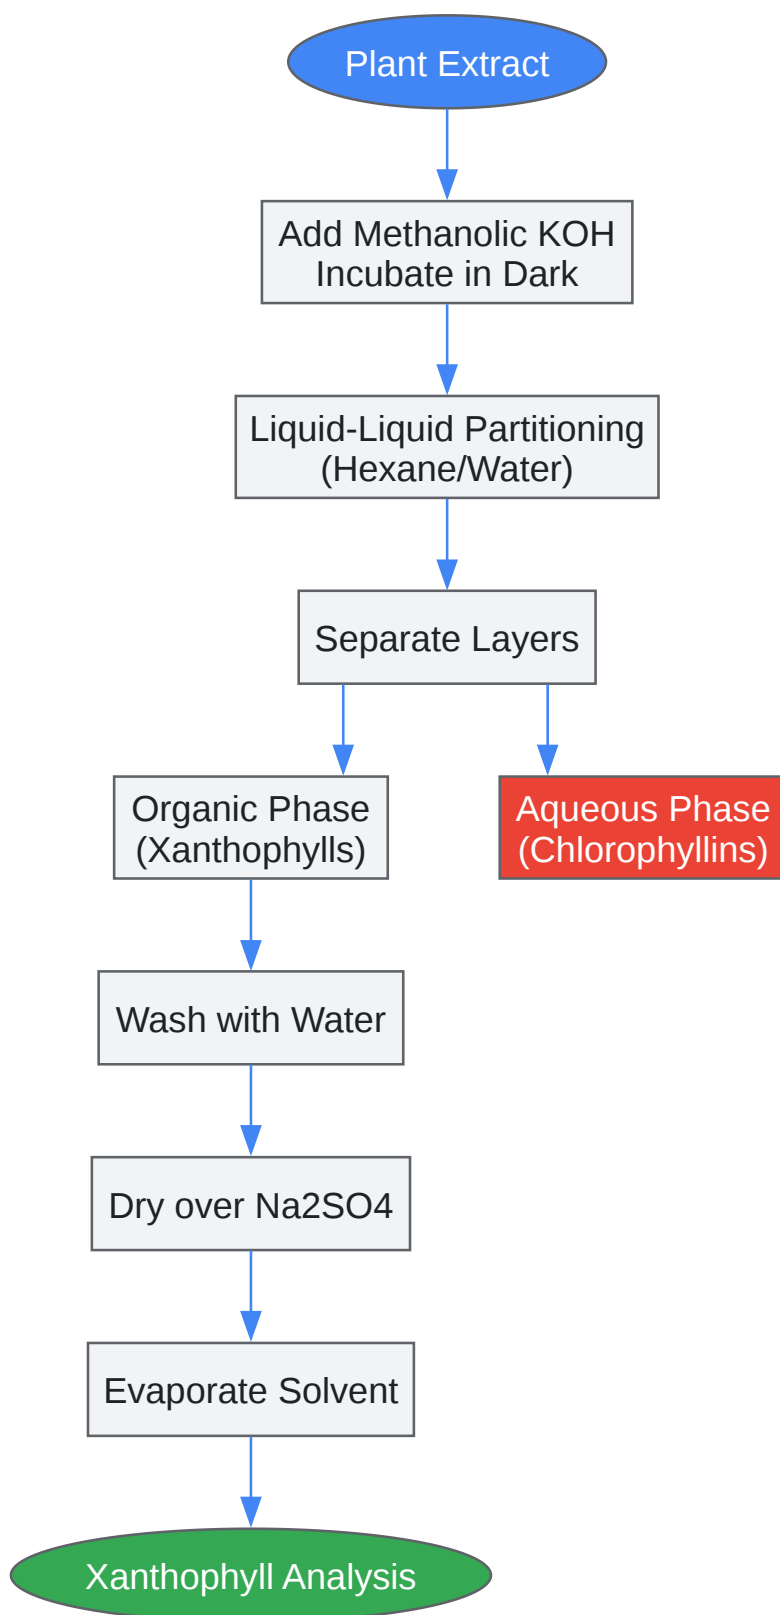 Plant Extract
Add Methanolic KOH
Incubate in Dark
Liquid-Liquid Partitioning
(Hexane/Water)
Separate Layers
Organic Phase
(Xanthophylls)
Aqueous Phase
(Chlorophyllins)
Wash with Water
Dry over Na2SO4
Evaporate Solvent
Xanthophyll Analysis